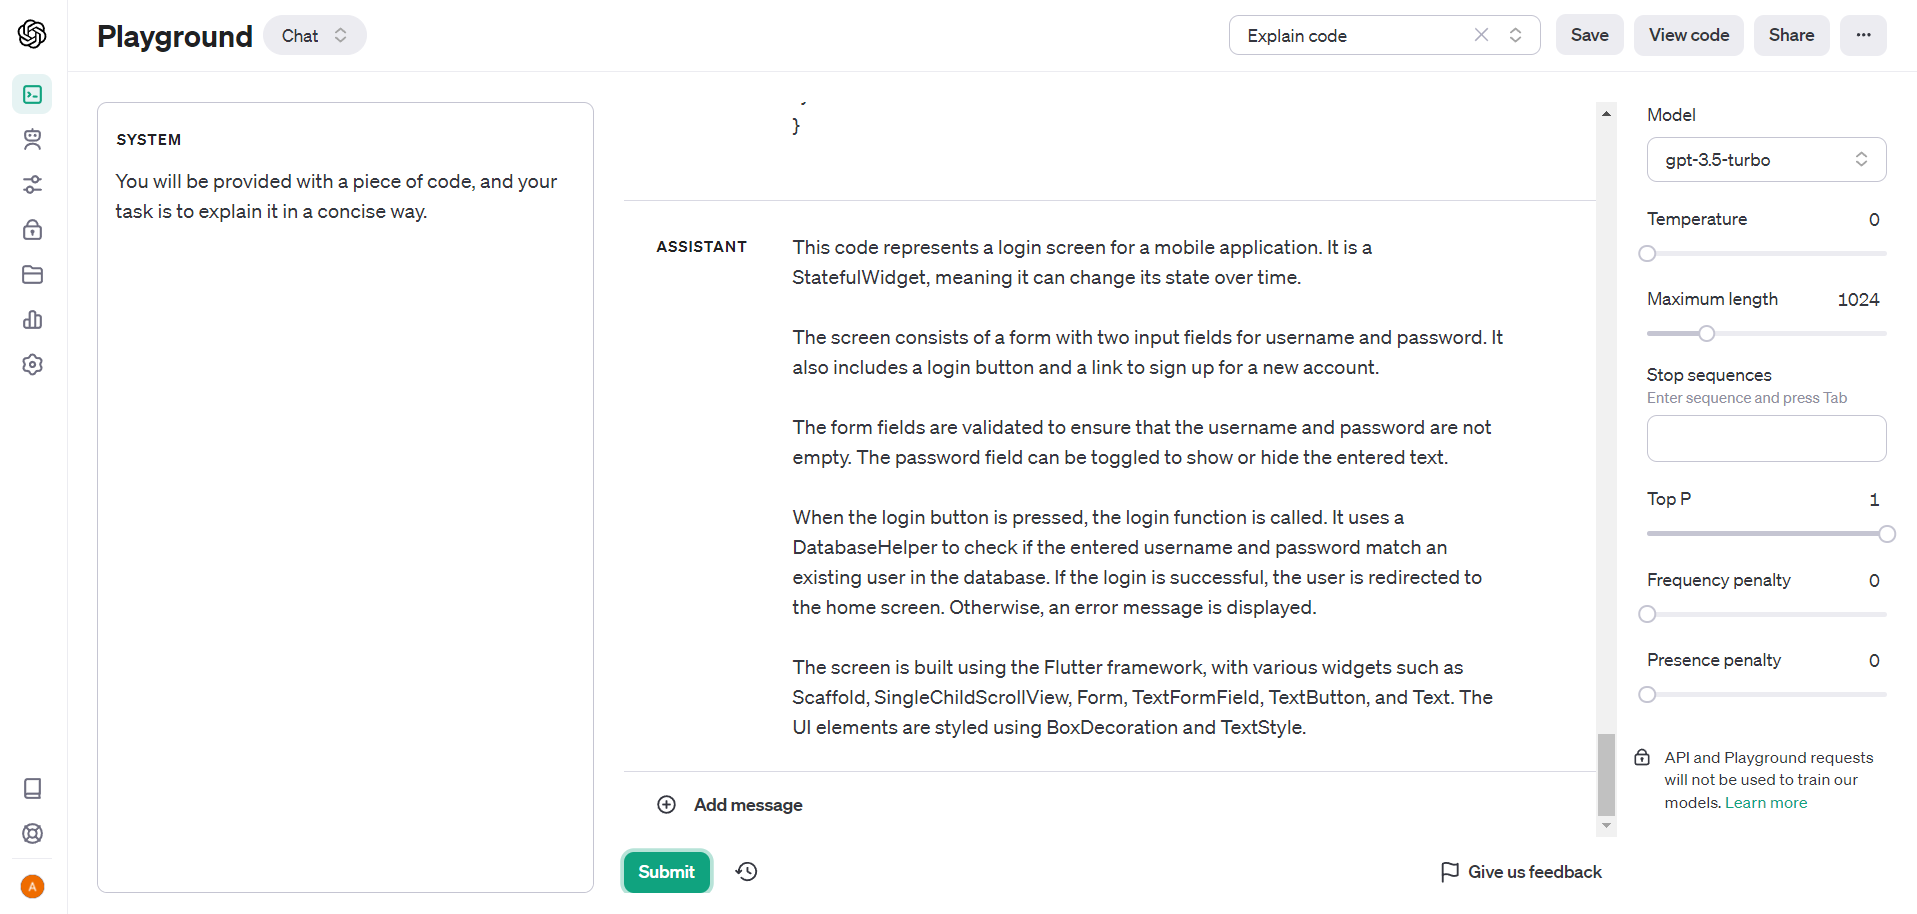 Playground
Chat
Explain code
Save
View code
Share
SYSTEM
You will be provided with a piece of code, and your
task is to explain it in a concise way.
}
ASSISTANT
This code represents a login screen for a mobile application. It is a
StatefulWidget, meaning it can change its state over time.
The screen consists of a form with two input fields for username and password. It
also includes a login button and a link to sign up for a new account.
The form fields are validated to ensure that the username and password are not
empty. The password field can be toggled to show or hide the entered text.
When the login button is pressed, the login function is called. It uses a
DatabaseHelper to check if the entered username and password match an
existing user in the database. If the login is successful, the user is redirected to
the home screen. Otherwise, an error message is displayed.
The screen is built using the Flutter framework, with various widgets such as
Scaffold, SingleChildScrollView, Form, TextFormField, TextButton, and Text. The
UI elements are styled using BoxDecoration and TextStyle.
Add message
Submit
Give us feedback
Model
gpt-3.5-turbo
Temperature 0
Maximum length 1024
Stop sequences
Enter sequence and press Tab
Top P 1
Frequency penalty 0
Presence penalty 0
API and Playground requests
will not be used to train our
models. Learn more
A